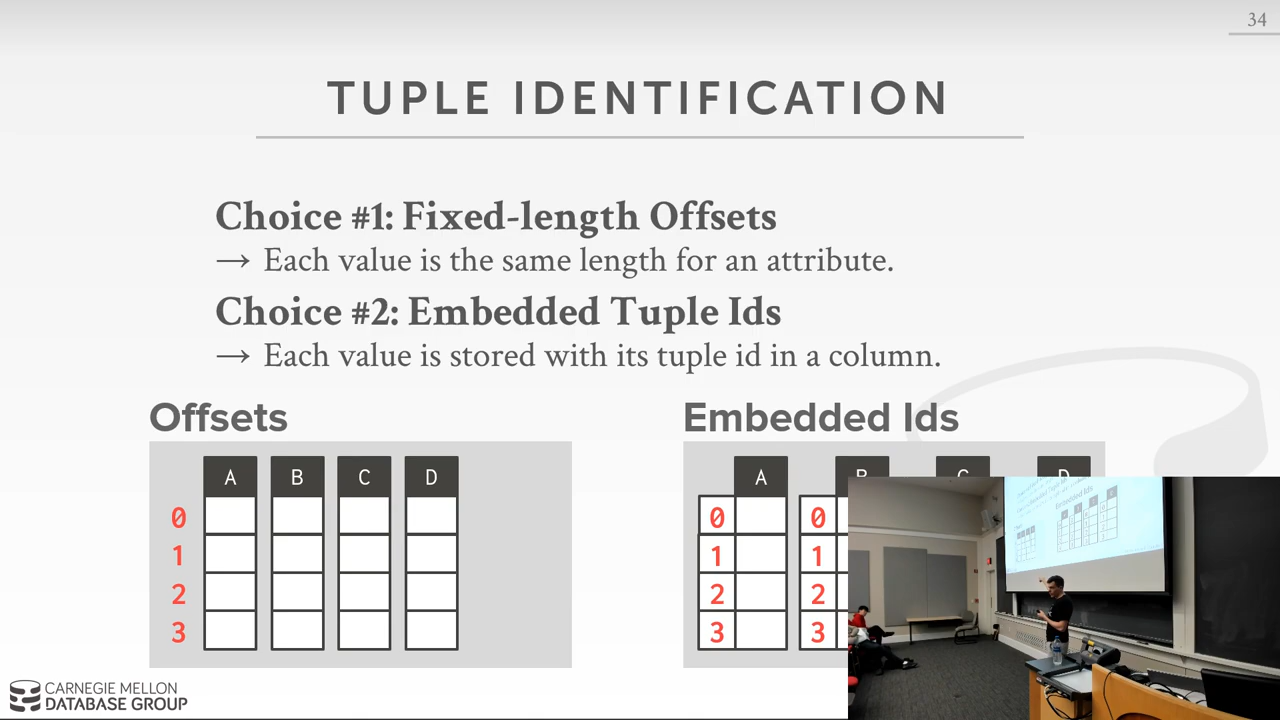 34
TUPLE IDENTIFICATION
Choice #1: Fixed-length Offsets
→ Each value is the same length for an attribute.
Choice #2: Embedded Tuple Ids
→ Each value is stored with its tuple id in a column.
Offsets
A B C D
0
1
2
3
Embedded Ids
A B C D
0 0
1 1
2 2
3 3
CARNEGIE MELLON
DATABASE GROUP
Embedded Ids